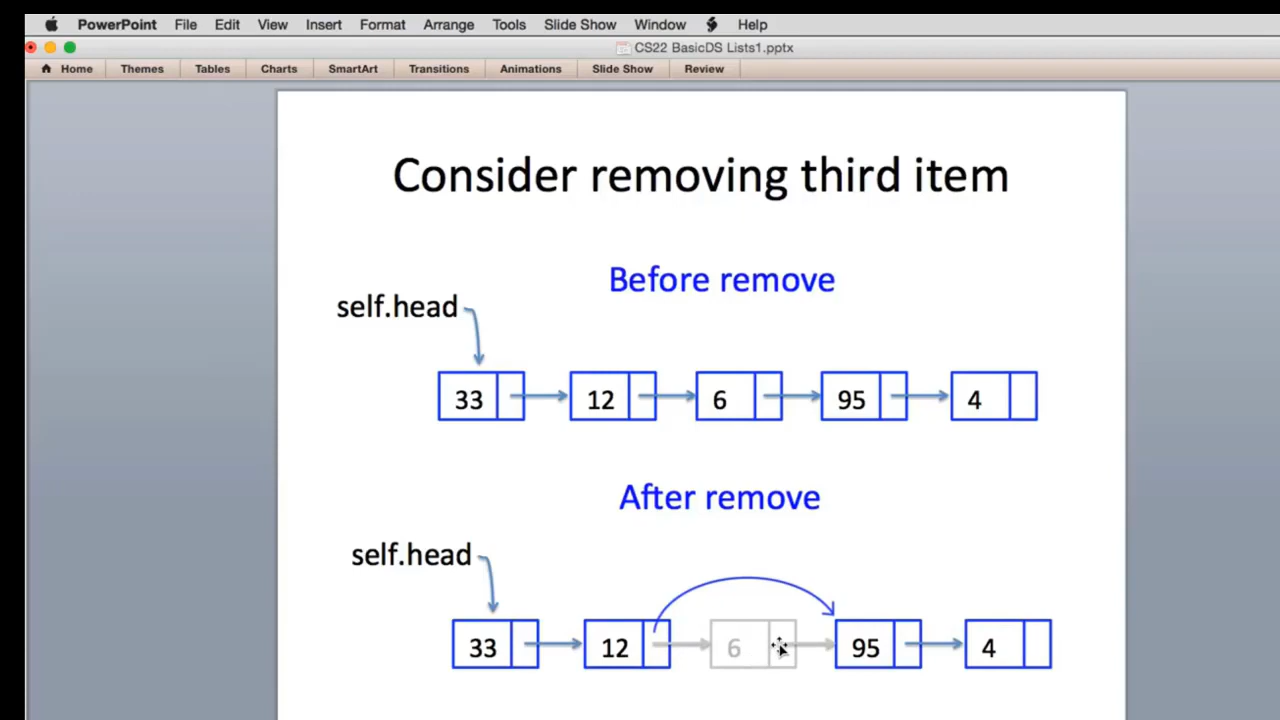 PowerPoint File Edit View Insert Format Arrange Tools Slide Show Window Help
CS22 BasicDS Lists1.pptx
Home Themes Tables Charts SmartArt Transitions Animations Slide Show Review
Consider removing third item
Before remove
self.head
33 12 6 95 4
After remove
self.head
33 12 6 95 4